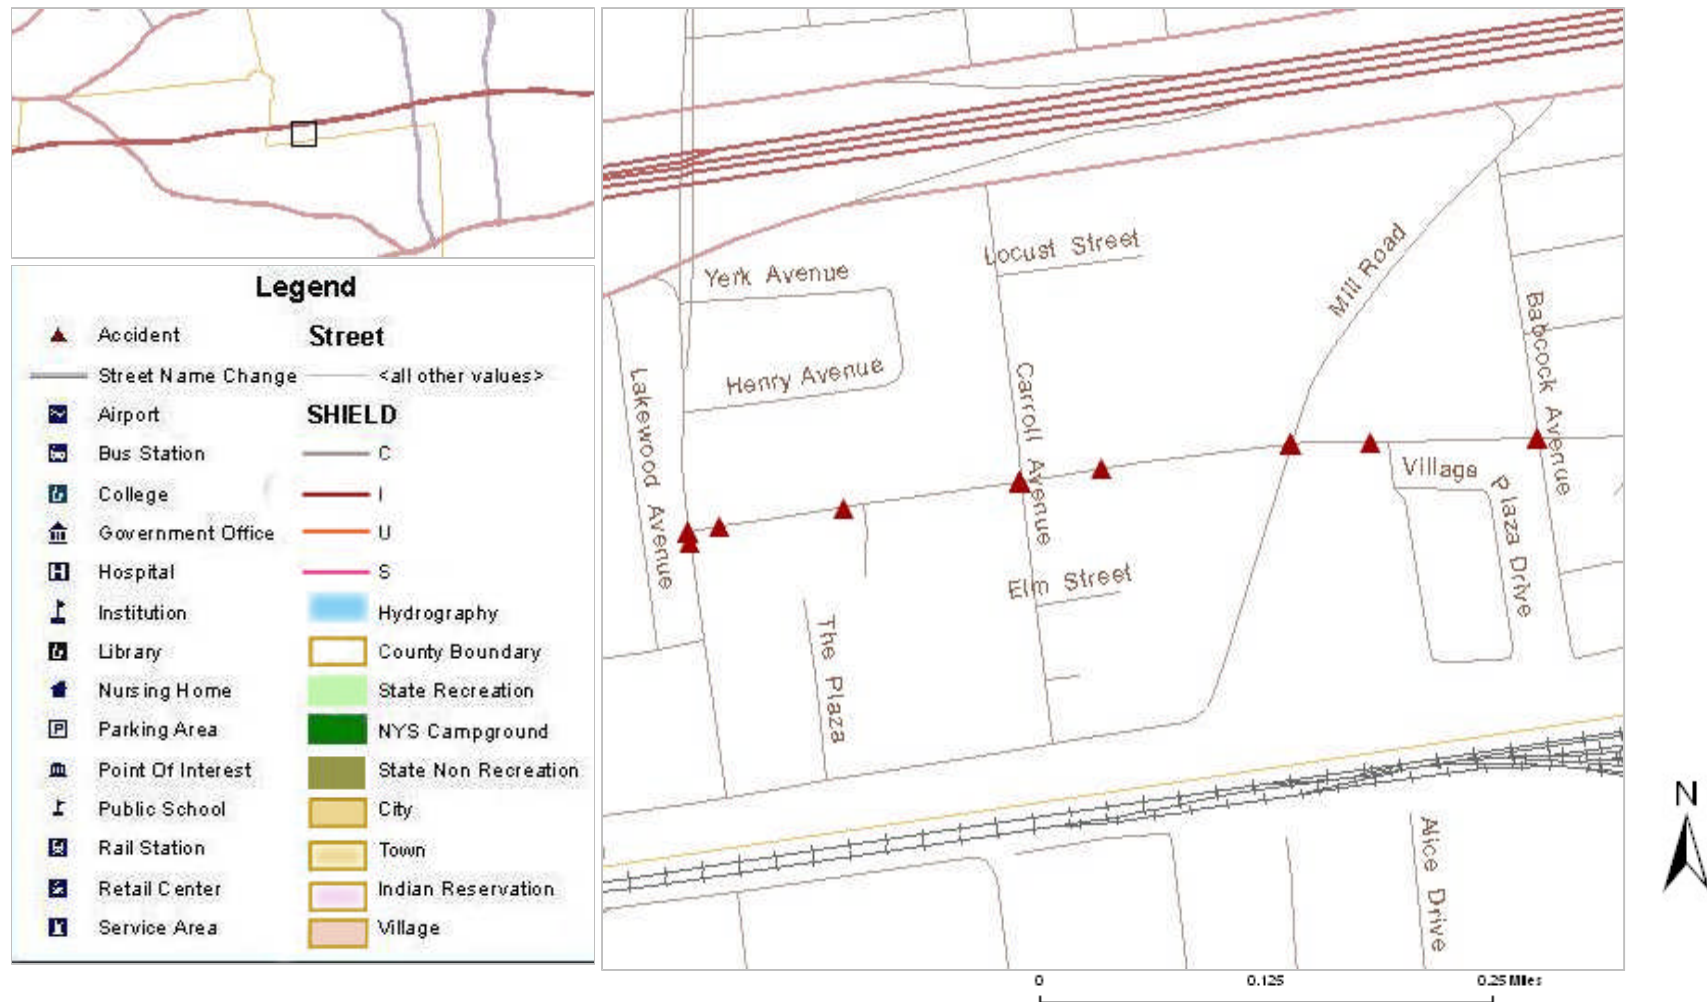 Legend
Accident
Street
Street Name Change
<all other values>
Airport
SHIELD
Bus Station
C
College
I
Government Office
U
Hospital
S
Institution
Hydrography
Library
County Boundary
Nursing Home
State Recreation
Parking Area
NYS Campground
Point Of Interest
State Non Recreation
Public School
City
Rail Station
Town
Retail Center
Indian Reservation
Service Area
Village
Locust Street
Yerk Avenue
Mill Road
Henry Avenue
Babcock Avenue
Lakewood Avenue
Carroll Avenue
Village
Plaza Drive
Elm Street
The Plaza
Alice Drive
N
0 0.125 0.25 Miles